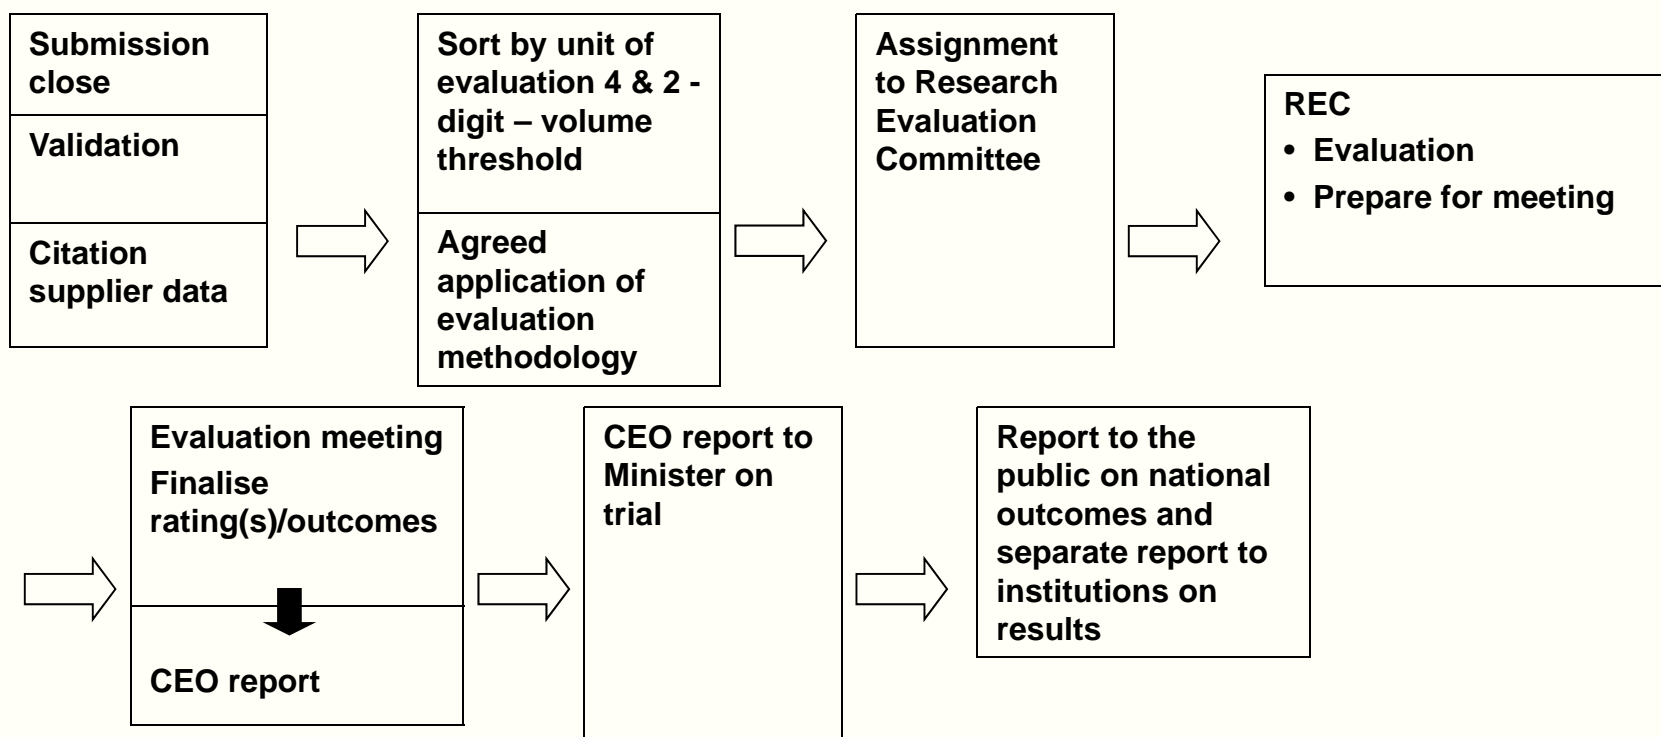 Submission
close
Validation
Citation
supplier data
Sort by unit of
evaluation 4 & 2 -
digit – volume
threshold
Agreed
application of
evaluation
methodology
Assignment
to Research
Evaluation
Committee
REC
• Evaluation
• Prepare for meeting
Evaluation meeting
Finalise
rating(s)/outcomes
CEO report
CEO report to
Minister on
trial
Report to the
public on national
outcomes and
separate report to
institutions on
results